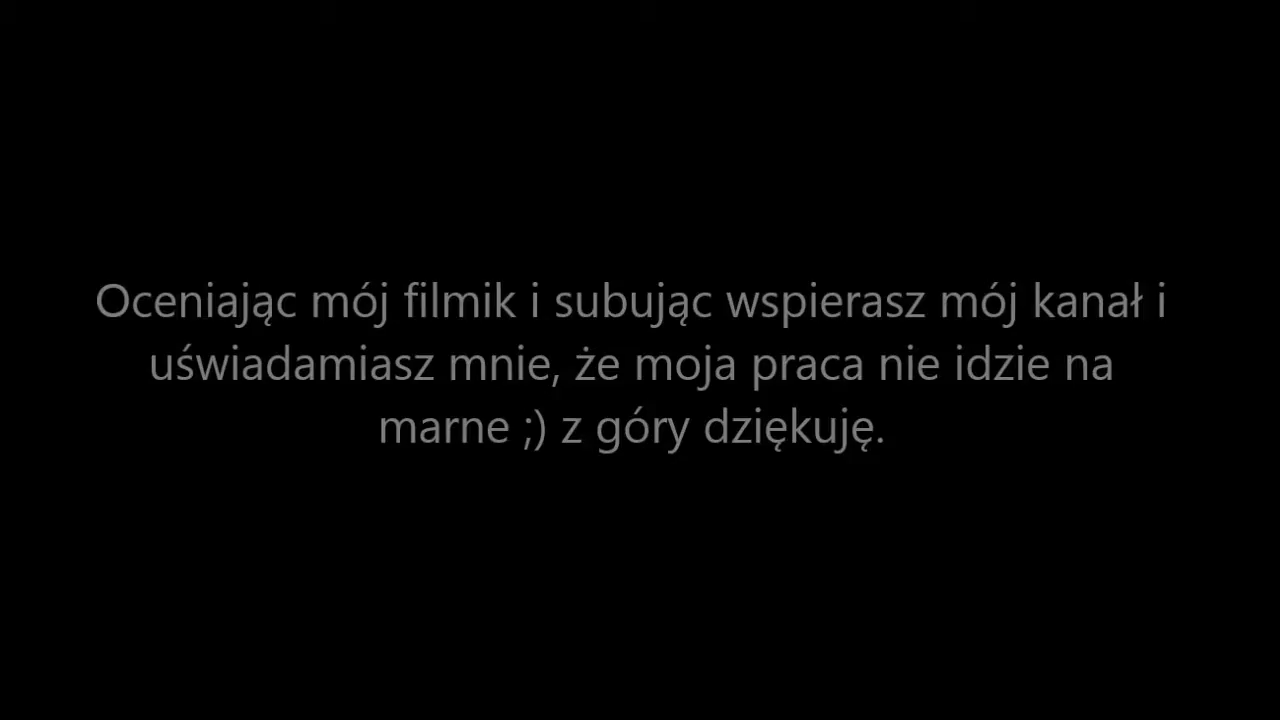 Oceniając mój filmik i subując wspierasz mój kanał i
uświadamiasz mnie, że moja praca nie idzie na
marne ;) z góry dziękuję.